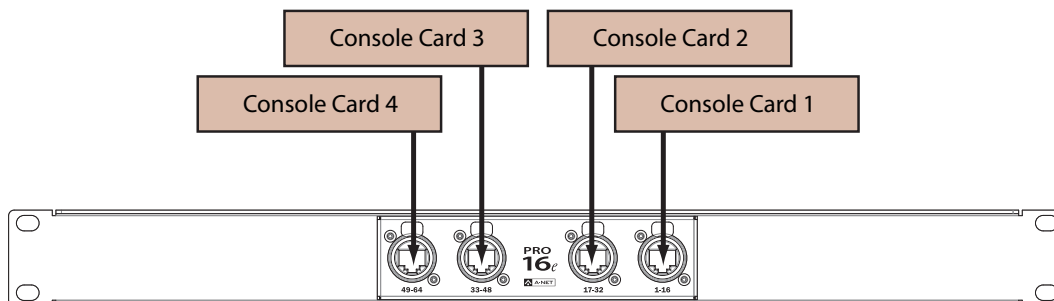 Console Card 3
Console Card 2
Console Card 4
Console Card 1
PRO
16e
A-NET
49-64
33-48
17-32
1-16